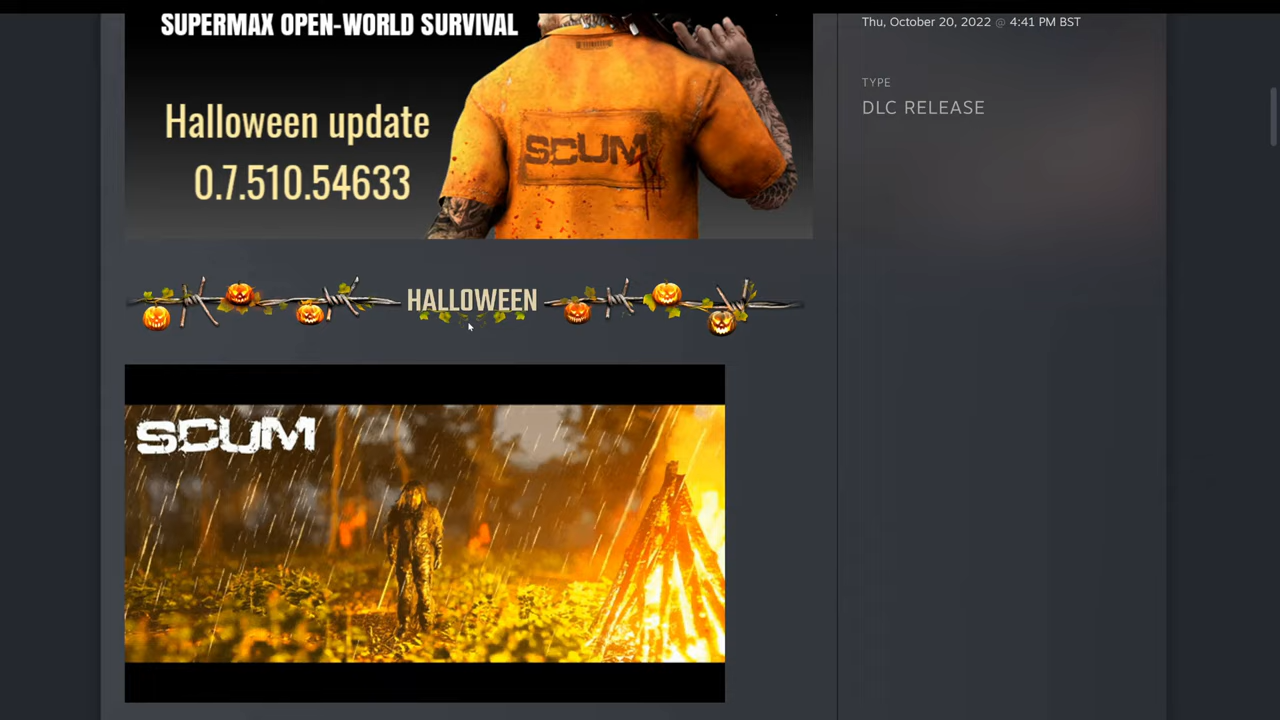 SUPERMAX OPEN-WORLD SURVIVAL
Halloween update
0.7.510.54633
SCUM
Thu, October 20, 2022 @ 4:41 PM BST
TYPE
DLC RELEASE
HALLOWEEN
SCUM